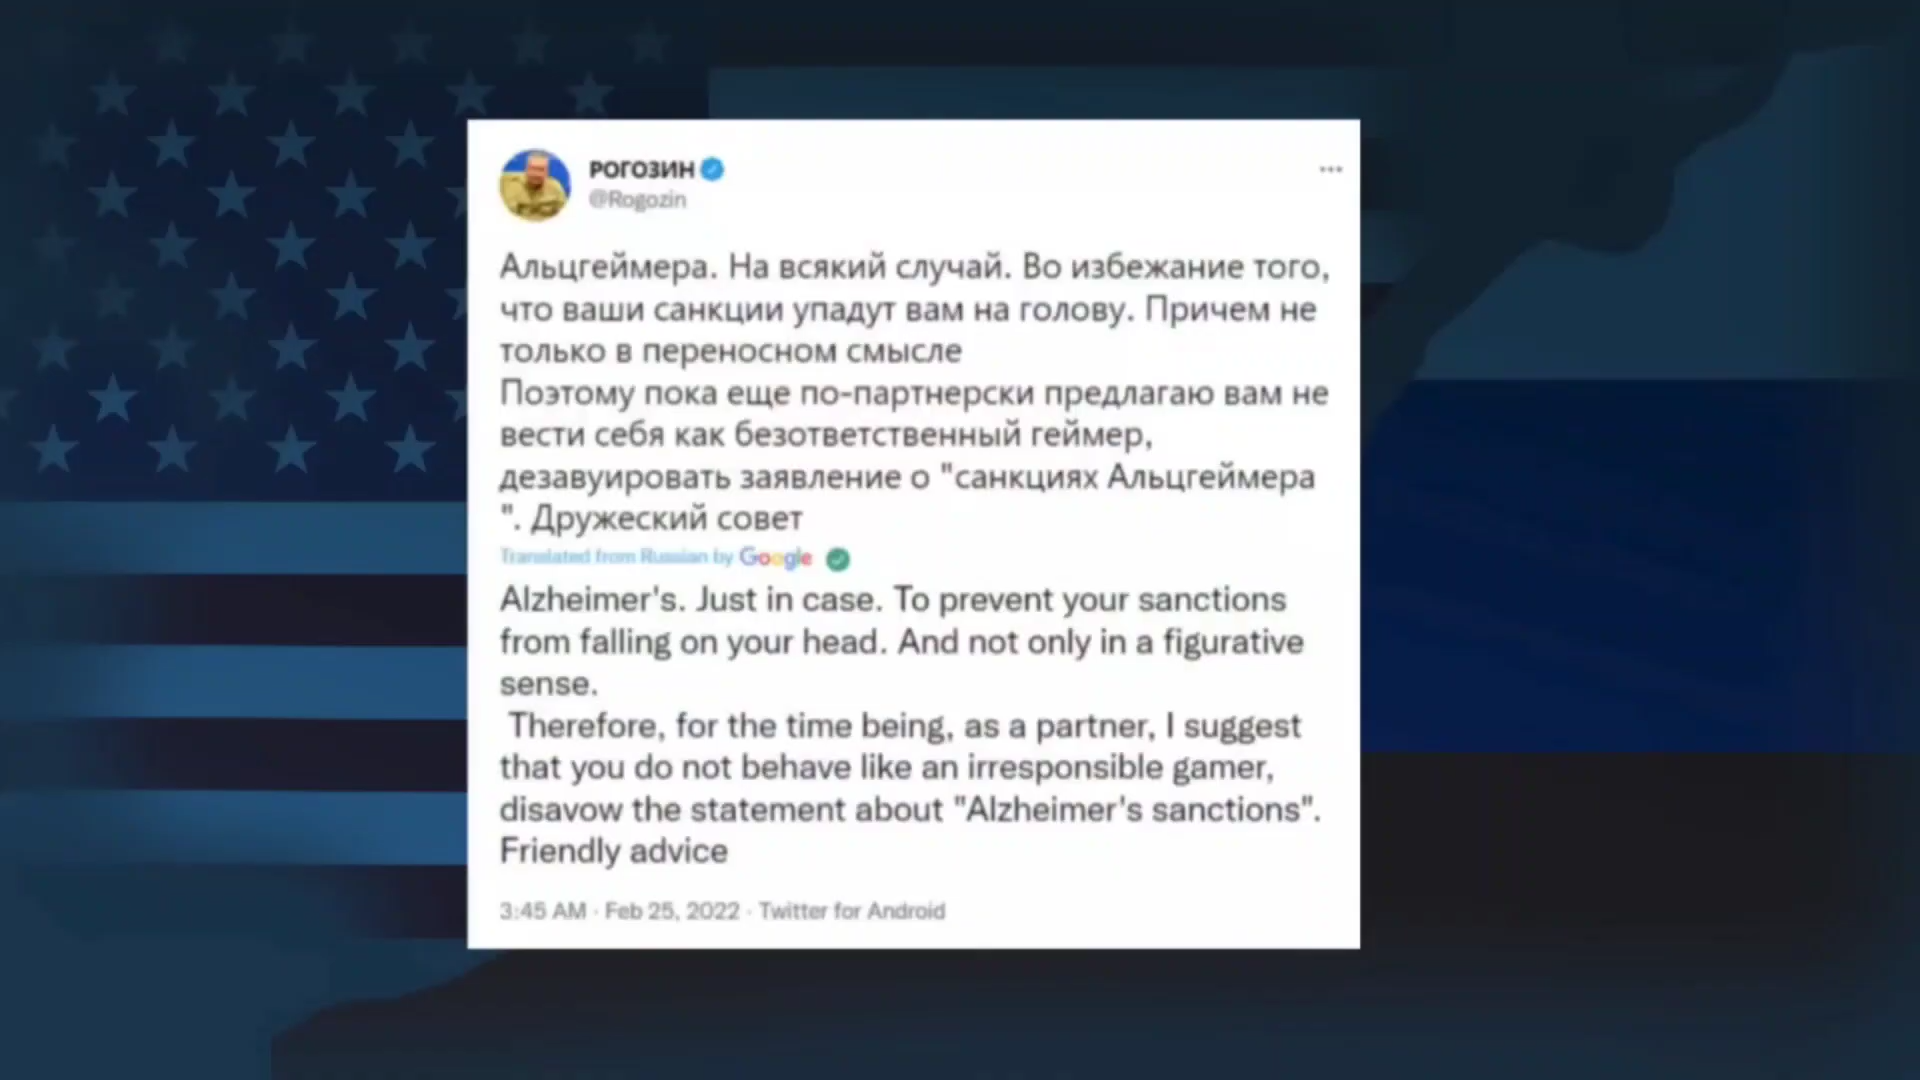 РОГОЗИН
@Rogozin
Альцгеймера. На всякий случай. Во избежание того,
что ваши санкции упадут вам на голову. Причем не
только в переносном смысле
Поэтому пока еще по-партнерски предлагаю вам не
вести себя как безответственный геймер,
дезавуировать заявление о "санкциях Альцгеймера
". Дружеский совет
Translated from Russian by Google
Alzheimer's. Just in case. To prevent your sanctions
from falling on your head. And not only in a figurative
sense.
Therefore, for the time being, as a partner, I suggest
that you do not behave like an irresponsible gamer,
disavow the statement about "Alzheimer's sanctions".
Friendly advice
3:45 AM · Feb 25, 2022 · Twitter for Android